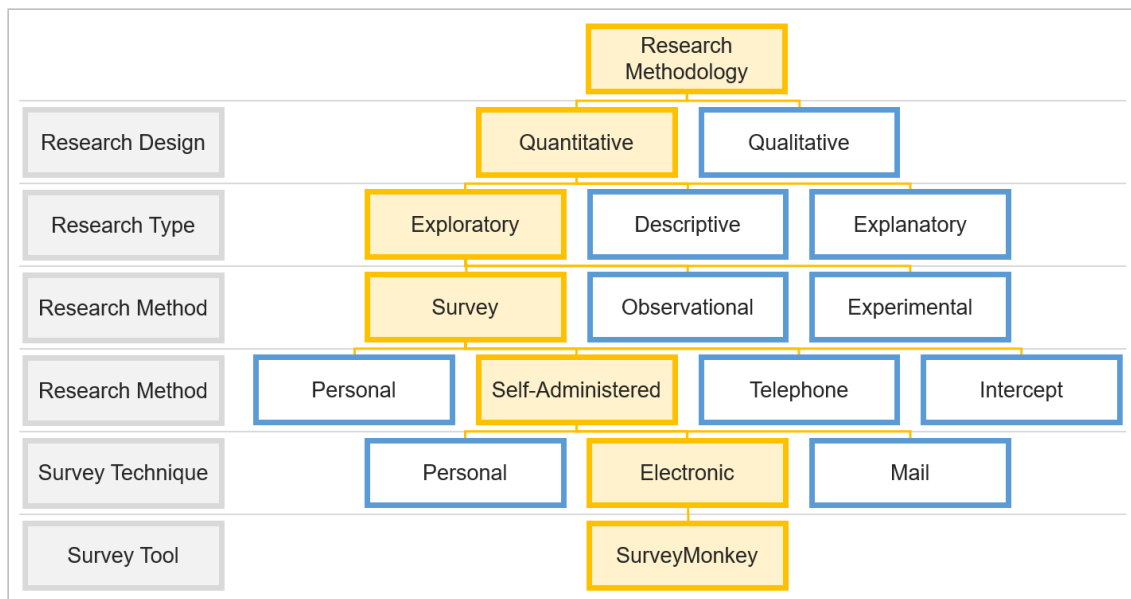 Research
Methodology
Research Design
Quantitative
Qualitative
Research Type
Exploratory
Descriptive
Explanatory
Research Method
Survey
Observational
Experimental
Research Method
Personal
Self-Administered
Telephone
Intercept
Survey Technique
Personal
Electronic
Mail
Survey Tool
SurveyMonkey